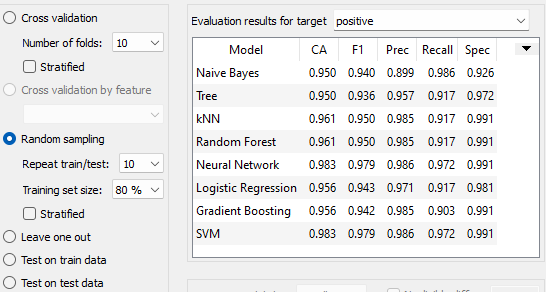 Cross validation
Number of folds: 10
Stratified
Cross validation by feature
Random sampling
Repeat train/test: 10
Training set size: 80 %
Stratified
Leave one out
Test on train data
Test on test data
Evaluation results for target positive
Model CA F1 Prec Recall Spec
Naive Bayes 0.950 0.940 0.899 0.986 0.926
Tree 0.950 0.936 0.957 0.917 0.972
kNN 0.961 0.950 0.985 0.917 0.991
Random Forest 0.961 0.950 0.985 0.917 0.991
Neural Network 0.983 0.979 0.986 0.972 0.991
Logistic Regression 0.956 0.943 0.971 0.917 0.981
Gradient Boosting 0.956 0.942 0.985 0.903 0.991
SVM 0.983 0.979 0.986 0.972 0.991